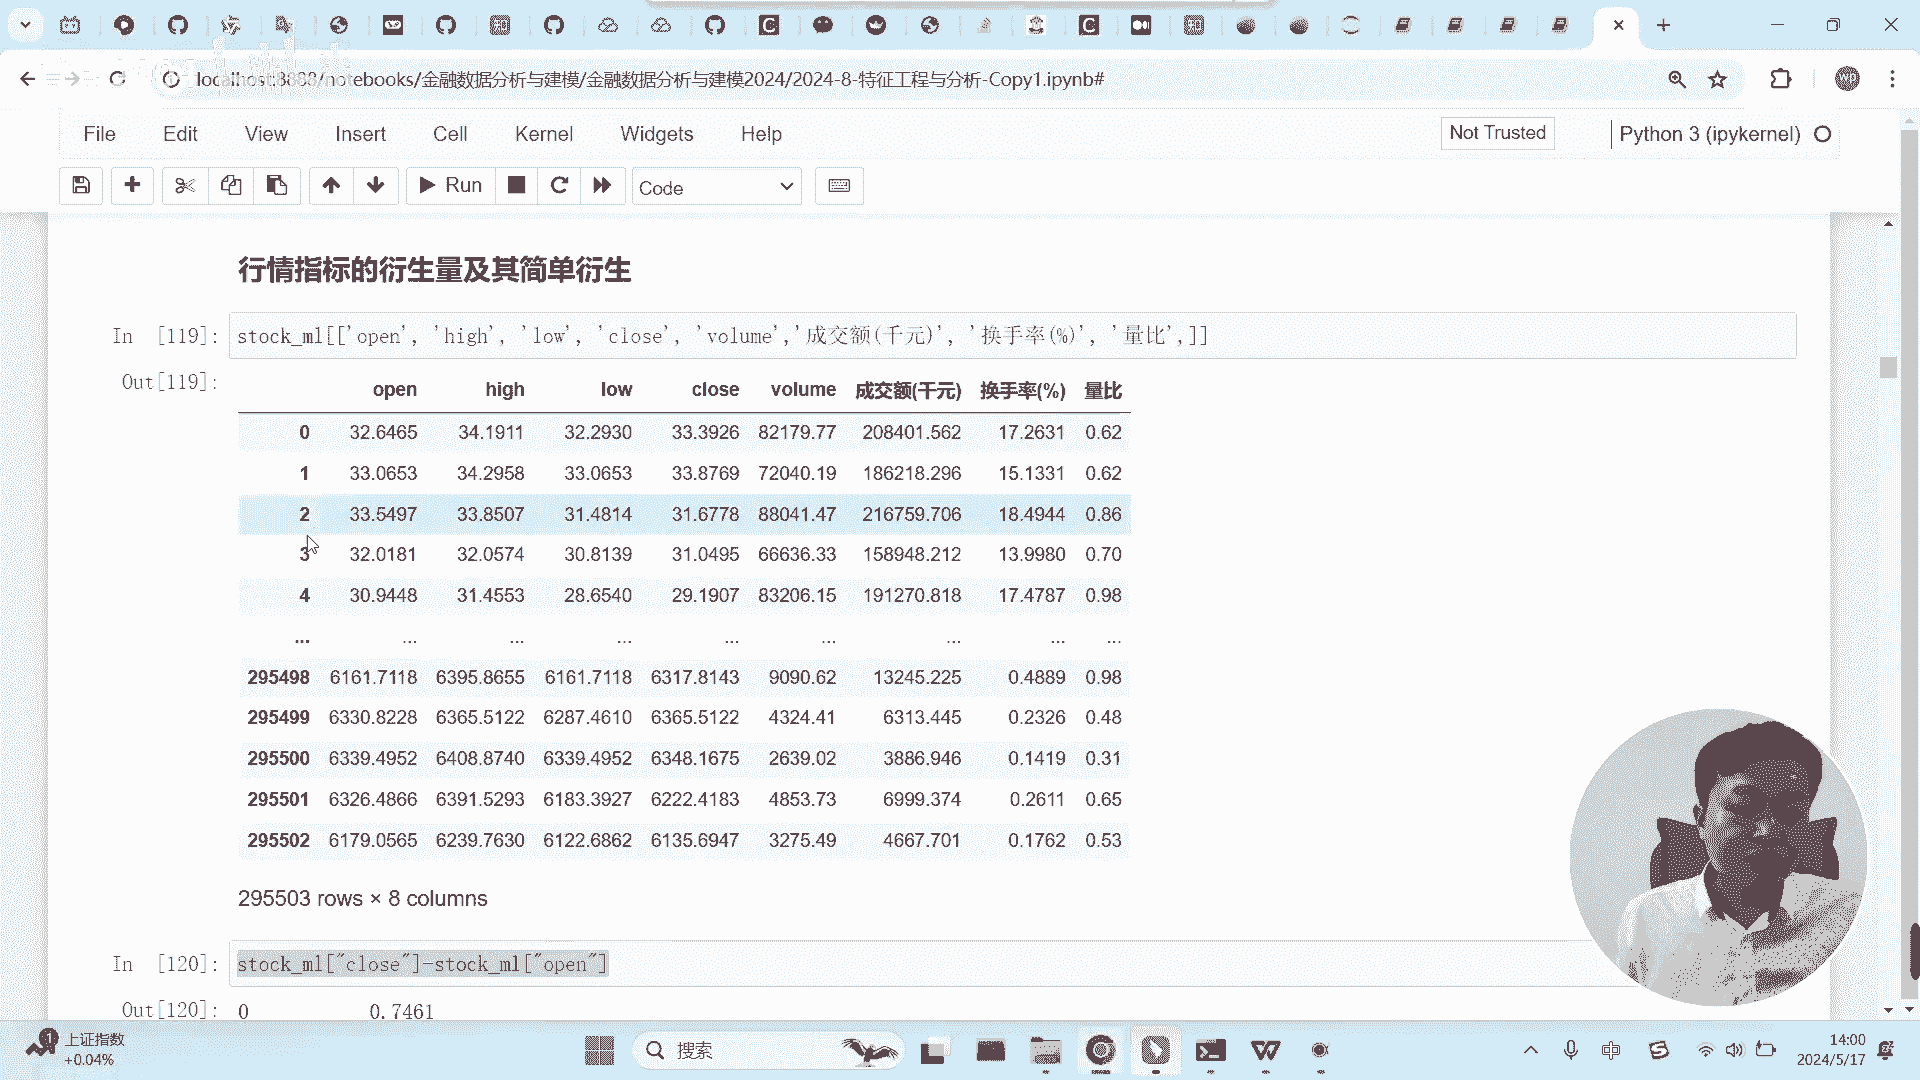 localhost:8888/notebooks/金融数据分析与建模/金融数据分析与建模2024/2024-8-特征工程与分析-Copy1.ipynb#
wp
File Edit View Insert Cell Kernel Widgets Help Not Trusted Python 3 (ipykernel)
Run Code
行情指标的衍生量及其简单衍生
In [119]: stock_ml[['open', 'high', 'low', 'close', 'volume','成交额(千元)', '换手率(%)', '量比',]]
Out[119]:
open high low close volume 成交额(千元) 换手率(%) 量比
0 32.6465 34.1911 32.2930 33.3926 82179.77 208401.562 17.2631 0.62
1 33.0653 34.2958 33.0653 33.8769 72040.19 186218.296 15.1331 0.62
2 33.5497 33.8507 31.4814 31.6778 88041.47 216759.706 18.4944 0.86
3 32.0181 32.0574 30.8139 31.0495 66636.33 158948.212 13.9980 0.70
4 30.9448 31.4553 28.6540 29.1907 83206.15 191270.818 17.4787 0.98
... ... ... ... ... ... ... ... ...
295498 6161.7118 6395.8655 6161.7118 6317.8143 9090.62 13245.225 0.4889 0.98
295499 6330.8228 6365.5122 6287.4610 6365.5122 4324.41 6313.445 0.2326 0.48
295500 6339.4952 6408.8740 6339.4952 6348.1675 2639.02 3886.946 0.1419 0.31
295501 6326.4866 6391.5293 6183.3927 6222.4183 4853.73 6999.374 0.2611 0.65
295502 6179.0565 6239.7630 6122.6862 6135.6947 3275.49 4667.701 0.1762 0.53
295503 rows × 8 columns
In [120]: stock_ml["close"]-stock_ml["open"]
Out[120]: 0 0.7461
1 上证指数
+0.04%
搜索
中
14:00
2024/5/17